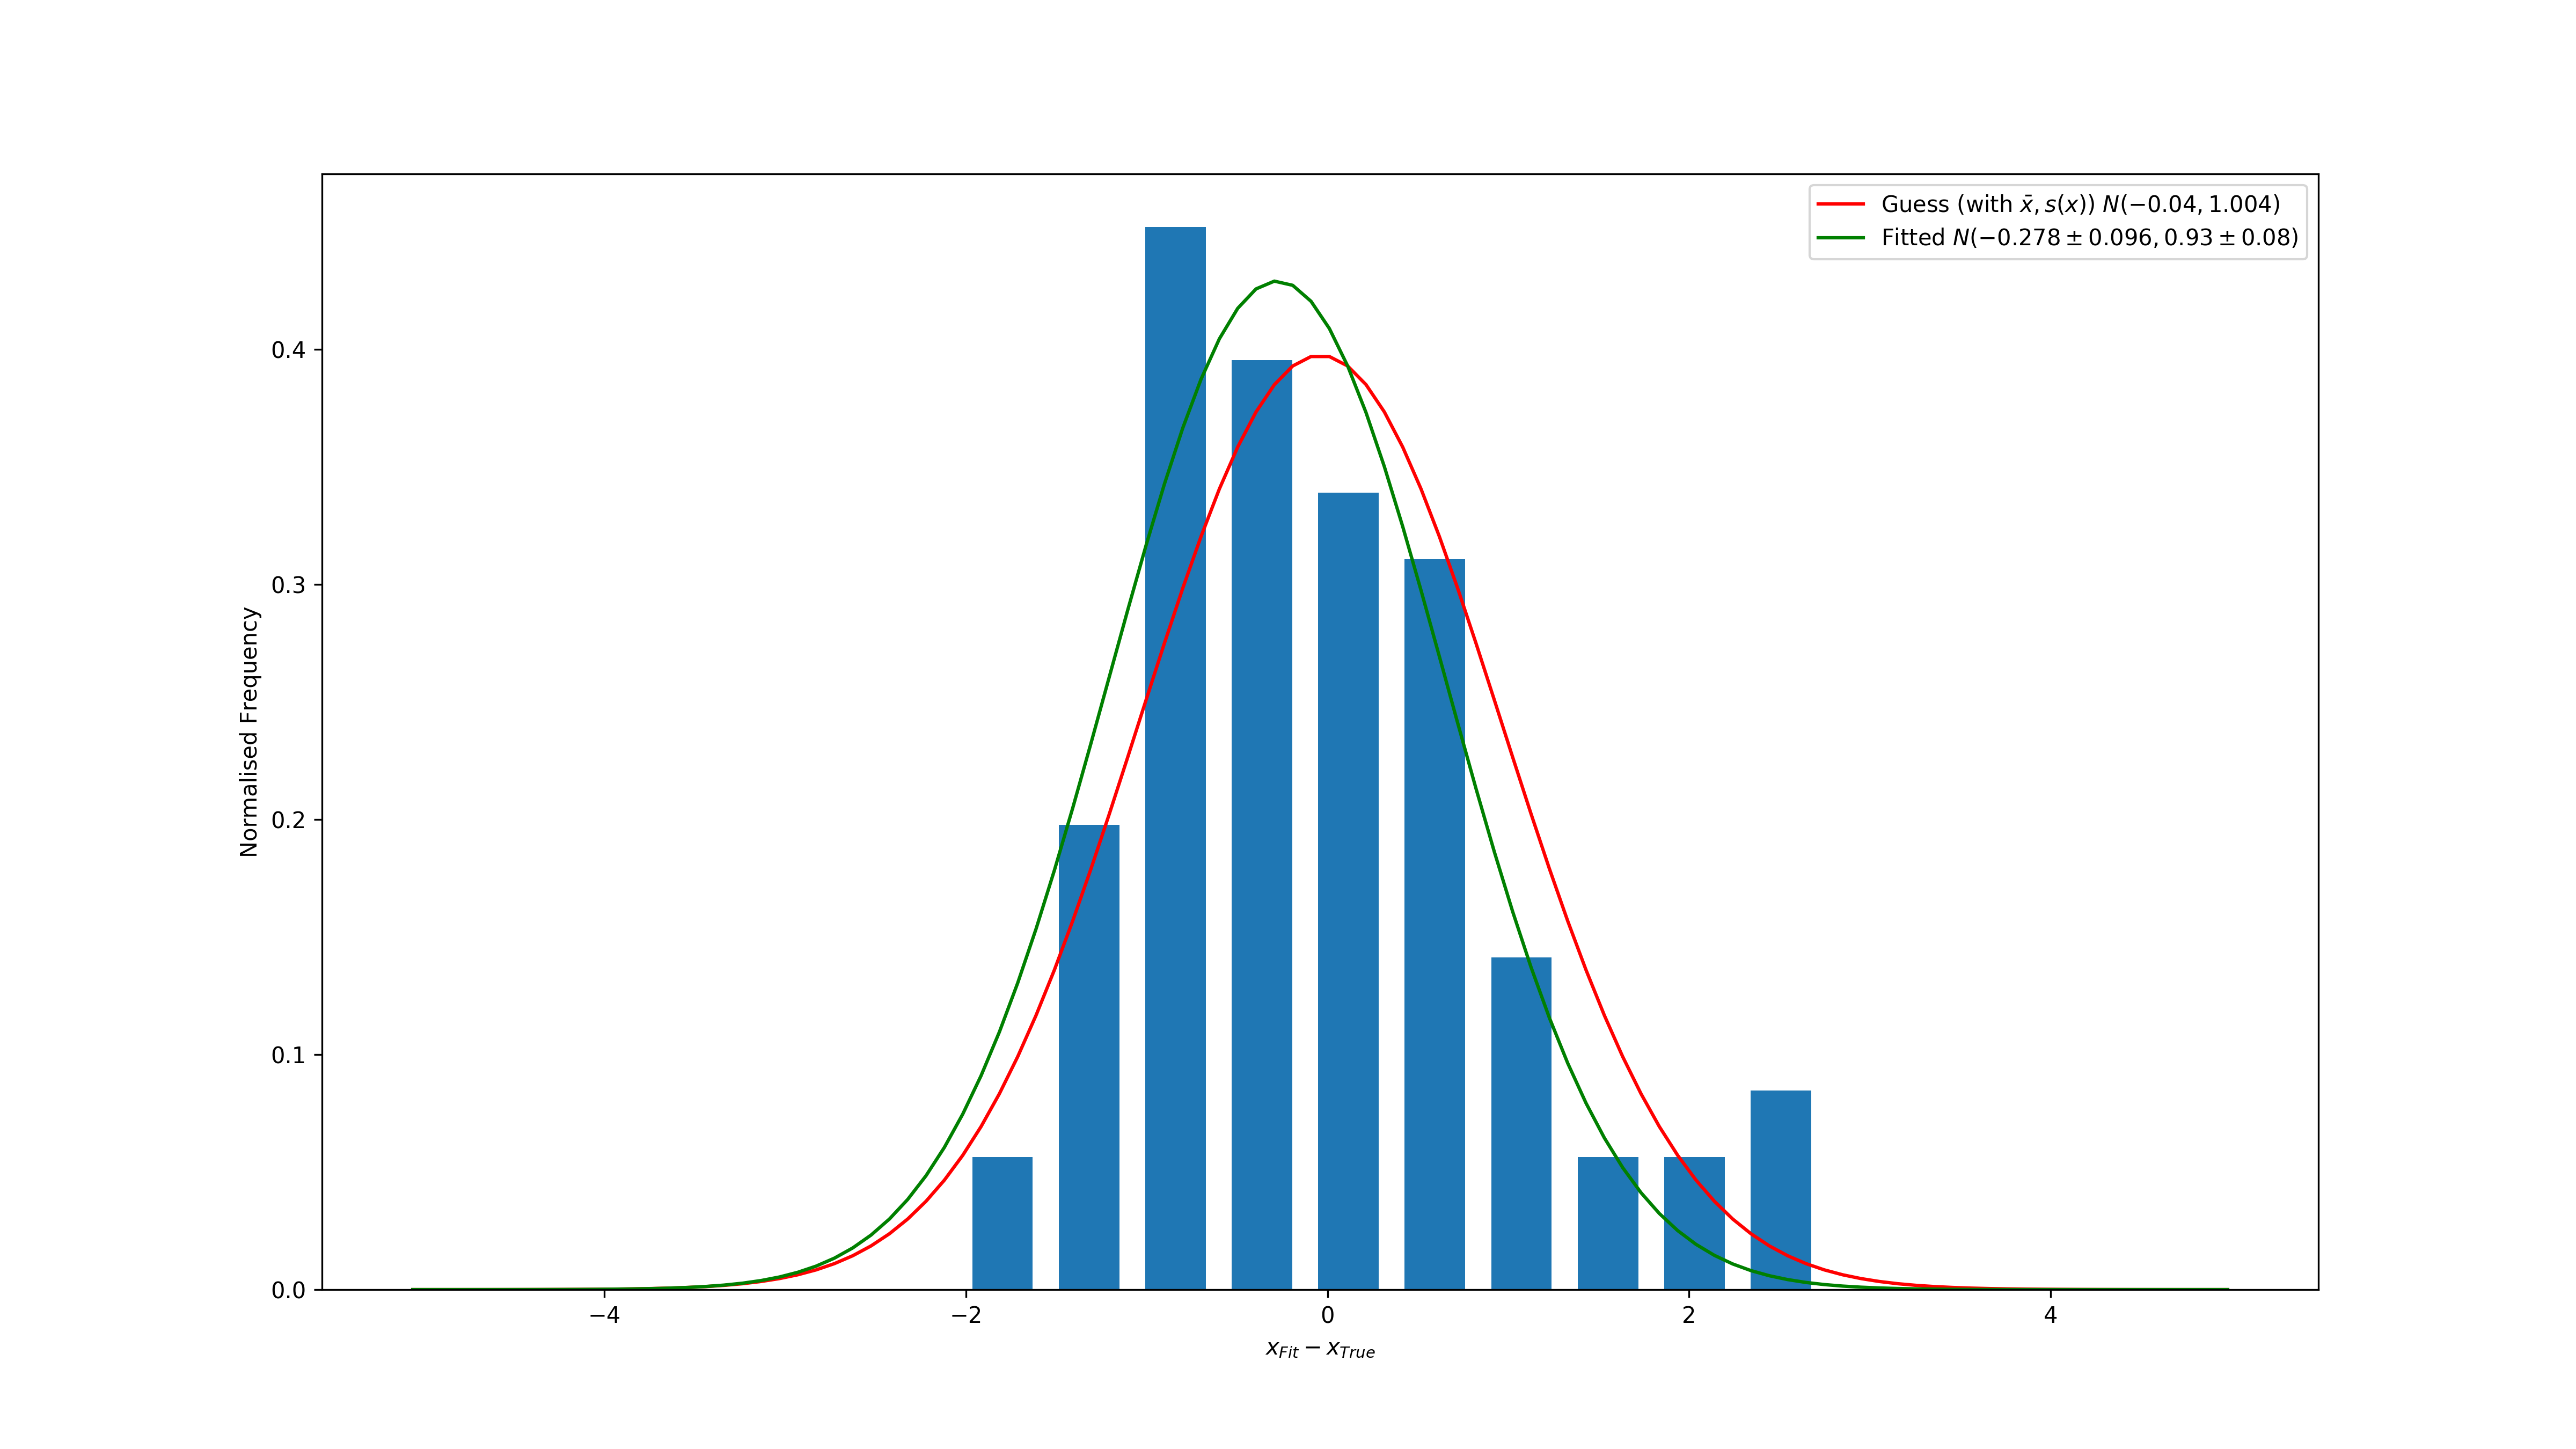 Guess (with x̄, s(x)) N(−0.04, 1.004)
Fitted N(−0.278 ± 0.096, 0.93 ± 0.08)
Normalised Frequency
0.4
0.3
0.2
0.1
0.0
−4 −2 0 2 4
x_Fit − x_True